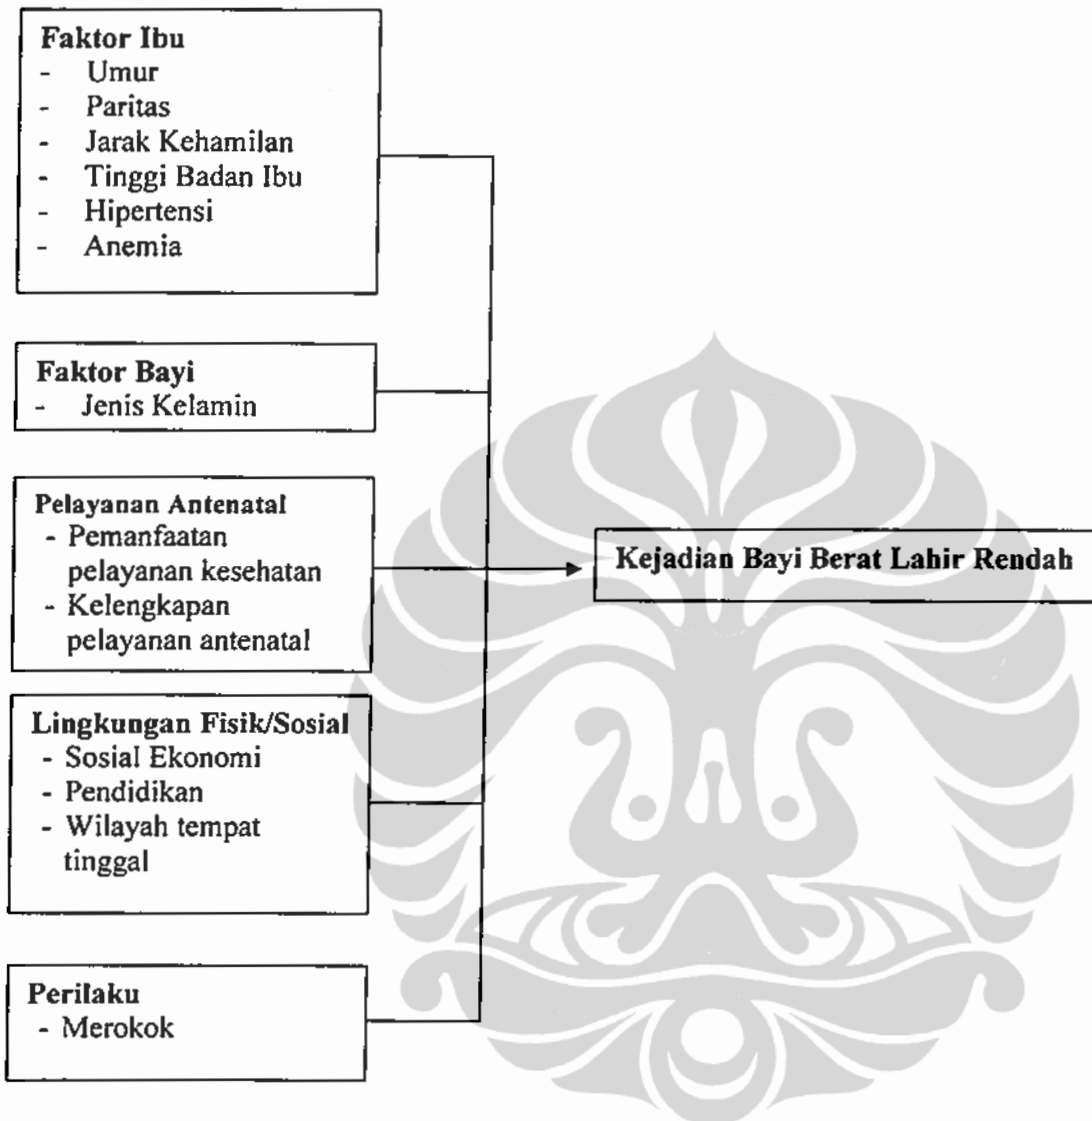 Faktor Ibu
- Umur
- Paritas
- Jarak Kehamilan
- Tinggi Badan Ibu
- Hipertensi
- Anemia
Faktor Bayi
- Jenis Kelamin
Pelayanan Antenatal
- Pemanfaatan
pelayanan kesehatan
- Kelengkapan
pelayanan antenatal
Lingkungan Fisik/Sosial
- Sosial Ekonomi
- Pendidikan
- Wilayah tempat
tinggal
Perilaku
- Merokok
Kejadian Bayi Berat Lahir Rendah